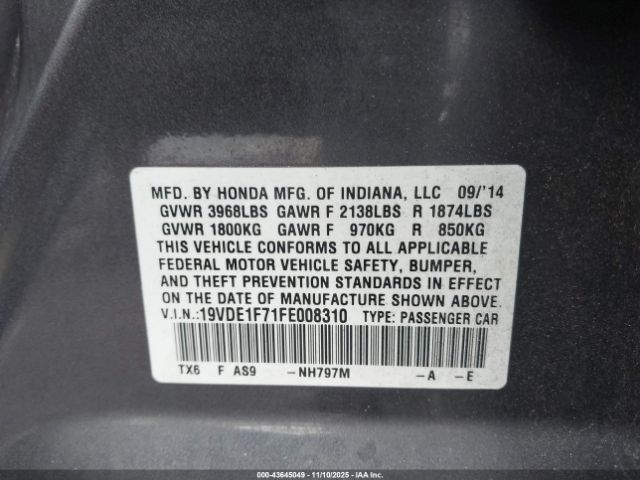 MFD. BY HONDA MFG. OF INDIANA, LLC 09/'14
GVWR 3968LBS GAWR F 2138LBS R 1874LBS
GVWR 1800KG GAWR F 970KG R 850KG
THIS VEHICLE CONFORMS TO ALL APPLICABLE
FEDERAL MOTOR VEHICLE SAFETY, BUMPER,
AND THEFT PREVENTION STANDARDS IN EFFECT
ON THE DATE OF MANUFACTURE SHOWN ABOVE.
V.I.N.:19VDE1F71FE008310 TYPE: PASSENGER CAR
TX6 F AS9 -NH797M -A -E
000-43645049 - 11/10/2025 - IAA Inc.